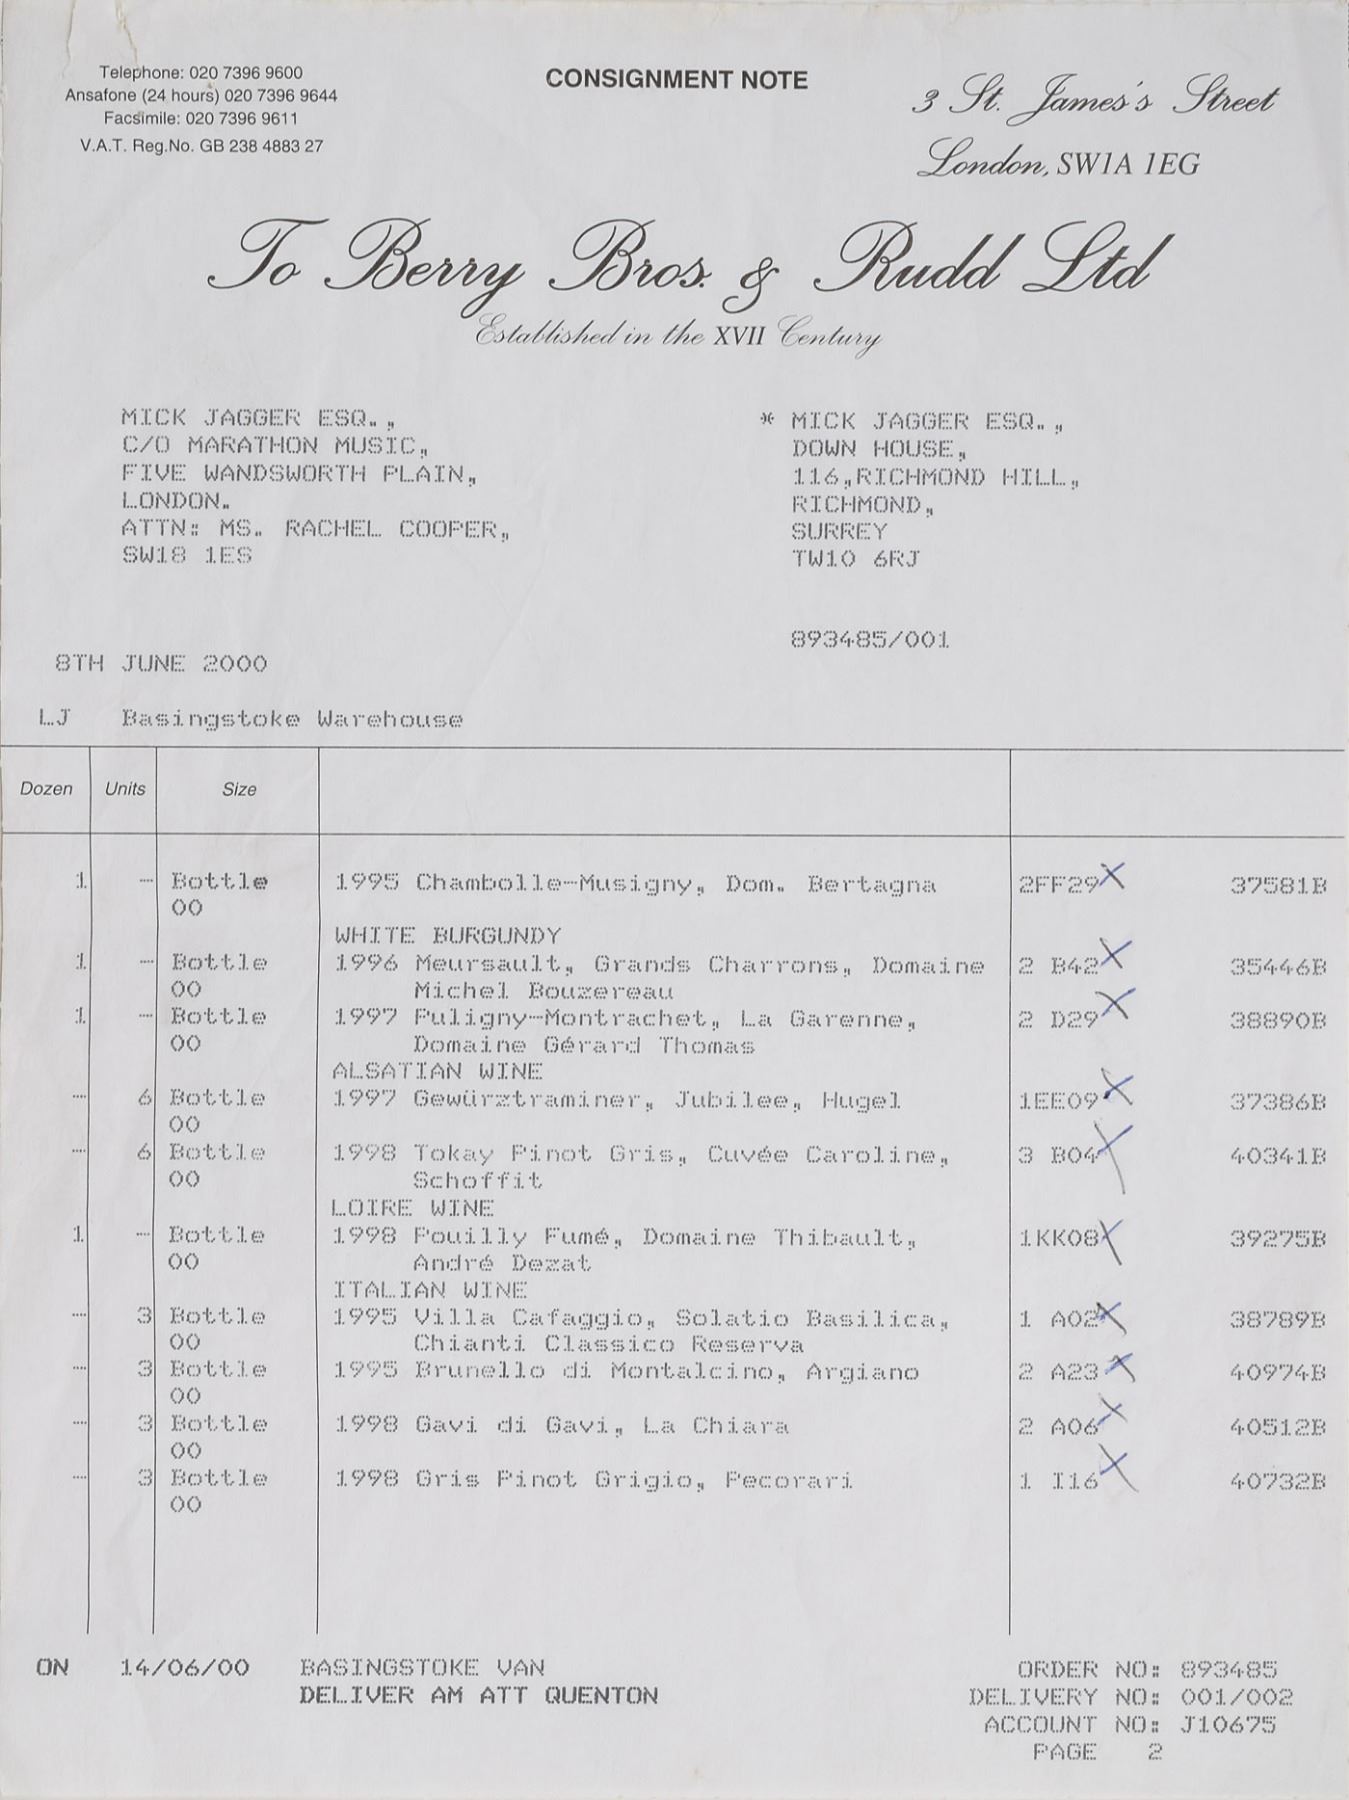 Telephone: 020 7396 9600
Ansafone (24 hours) 020 7396 9644
Facsimile: 020 7396 9611
V.A.T. Reg.No. GB 238 4883 27
CONSIGNMENT NOTE
3 St. James's Street
London, SW1A 1EG
To Berry Bros. & Rudd Ltd
Established in the XVII Century
MICK JAGGER ESQ.,
C/O MARATHON MUSIC,
FIVE WANDSWORTH PLAIN,
LONDON.
ATTN: MS. RACHEL COOPER,
SW18 1ES
* MICK JAGGER ESQ.,
DOWN HOUSE,
116,RICHMOND HILL,
RICHMOND,
SURREY
TW10 6RJ
893485/001
8TH JUNE 2000
LJ Basingstoke Warehouse
Dozen Units Size
1 - Bottle 1995 Chambolle-Musigny, Dom. Bertagna 2FF29 X 37581B
00
WHITE BURGUNDY
1 - Bottle 1996 Meursault, Grands Charrons, Domaine 2 B42 X 35446B
00 Michel Bouzereau
1 - Bottle 1997 Puligny-Montrachet, La Garenne, 2 D29 X 38890B
00 Domaine Gérard Thomas
ALSATIAN WINE
- 6 Bottle 1997 Gewürztraminer, Jubilee, Hugel 1EE09 X 37386B
00
- 6 Bottle 1998 Tokay Pinot Gris, Cuvée Caroline, 3 B04 X 40341B
00 Schoffit
LOIRE WINE
1 - Bottle 1998 Pouilly Fumé, Domaine Thibault, 1KK08 X 39275B
00 André Dezat
ITALIAN WINE
- 3 Bottle 1995 Villa Cafaggio, Solatio Basilica, 1 A02 X 38789B
00 Chianti Classico Reserva
- 3 Bottle 1995 Brunello di Montalcino, Argiano 2 A23 X 40974B
00
- 3 Bottle 1998 Gavi di Gavi, La Chiara 2 A06 X 40512B
00
- 3 Bottle 1998 Gris Pinot Grigio, Pecorari 1 I16 X 40732B
00
ON 14/06/00 BASINGSTOKE VAN
DELIVER AM ATT QUENTON
ORDER NO: 893485
DELIVERY NO: 001/002
ACCOUNT NO: J10675
PAGE 2